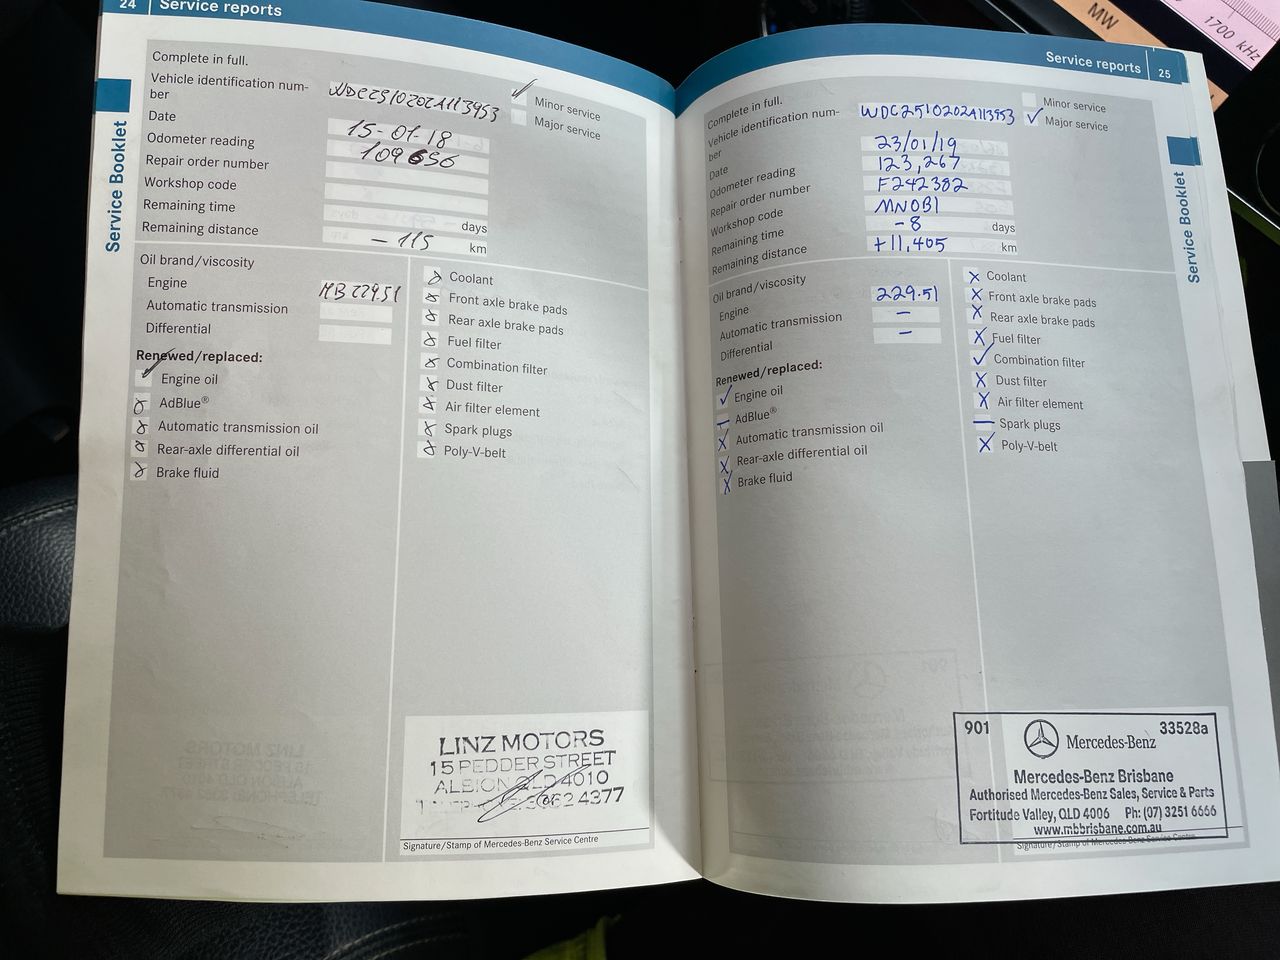 24 Service reports
Complete in full.
Vehicle identification num-
ber
WDC2510202A113953
Minor service
Major service
Date 15-01-18
Odometer reading 109656
Repair order number
Workshop code
Remaining time days
Remaining distance -115 km
Service Booklet
Oil brand/viscosity
Engine MB 229.51
Automatic transmission
Differential
Renewed/replaced:
Engine oil
AdBlue®
Automatic transmission oil
Rear-axle differential oil
Brake fluid
Coolant
Front axle brake pads
Rear axle brake pads
Fuel filter
Combination filter
Dust filter
Air filter element
Spark plugs
Poly-V-belt
LINZ MOTORS
15 PEDDER STREET
ALBION QLD 4010
TELEPHONE: 3862 4377
Signature/Stamp of Mercedes-Benz Service Centre
Service reports 25
Complete in full.
Vehicle identification num-
ber
WDC2510202A113953
Minor service
Major service
Date 23/01/19
Odometer reading 123,267
Repair order number F242382
Workshop code MNOBI
Remaining time -8 days
Remaining distance +11,405 km
Service Booklet
Oil brand/viscosity
Engine 229.51
Automatic transmission –
Differential –
Renewed/replaced:
Engine oil
AdBlue®
Automatic transmission oil
Rear-axle differential oil
Brake fluid
Coolant
Front axle brake pads
Rear axle brake pads
Fuel filter
Combination filter
Dust filter
Air filter element
Spark plugs
Poly-V-belt
901 33528a
Mercedes-Benz
Mercedes-Benz Brisbane
Authorised Mercedes-Benz Sales, Service & Parts
Fortitude Valley, QLD 4006 Ph: (07) 3251 6666
www.mbbrisbane.com.au
Signature/Stamp of Mercedes-Benz Service Centre
MW
1700 kHz